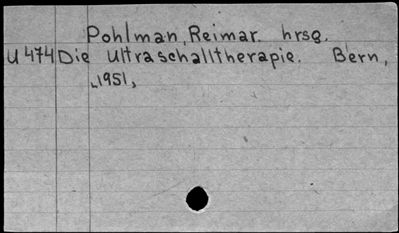 Pohlman, Reimar. hrsg.
U 474 Die Ultraschalltherapie. Bern,
1951,